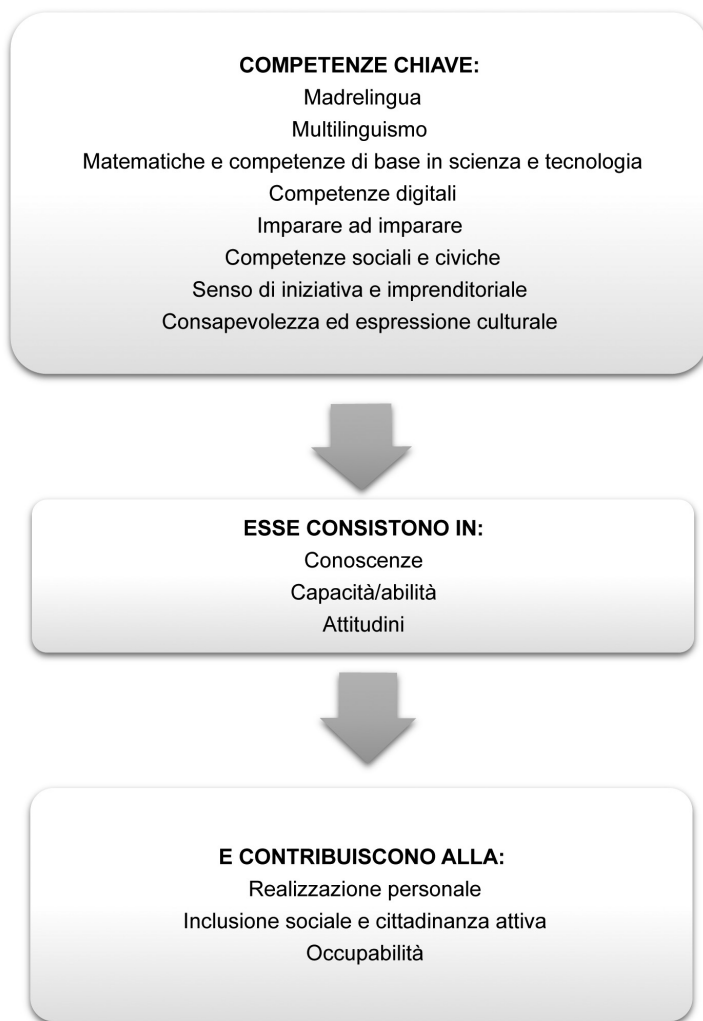 COMPETENZE CHIAVE:
Madrelingua
Multilinguismo
Matematiche e competenze di base in scienza e tecnologia
Competenze digitali
Imparare ad imparare
Competenze sociali e civiche
Senso di iniziativa e imprenditoriale
Consapevolezza ed espressione culturale
ESSE CONSISTONO IN:
Conoscenze
Capacità/abilità
Attitudini
E CONTRIBUISCONO ALLA:
Realizzazione personale
Inclusione sociale e cittadinanza attiva
Occupabilità